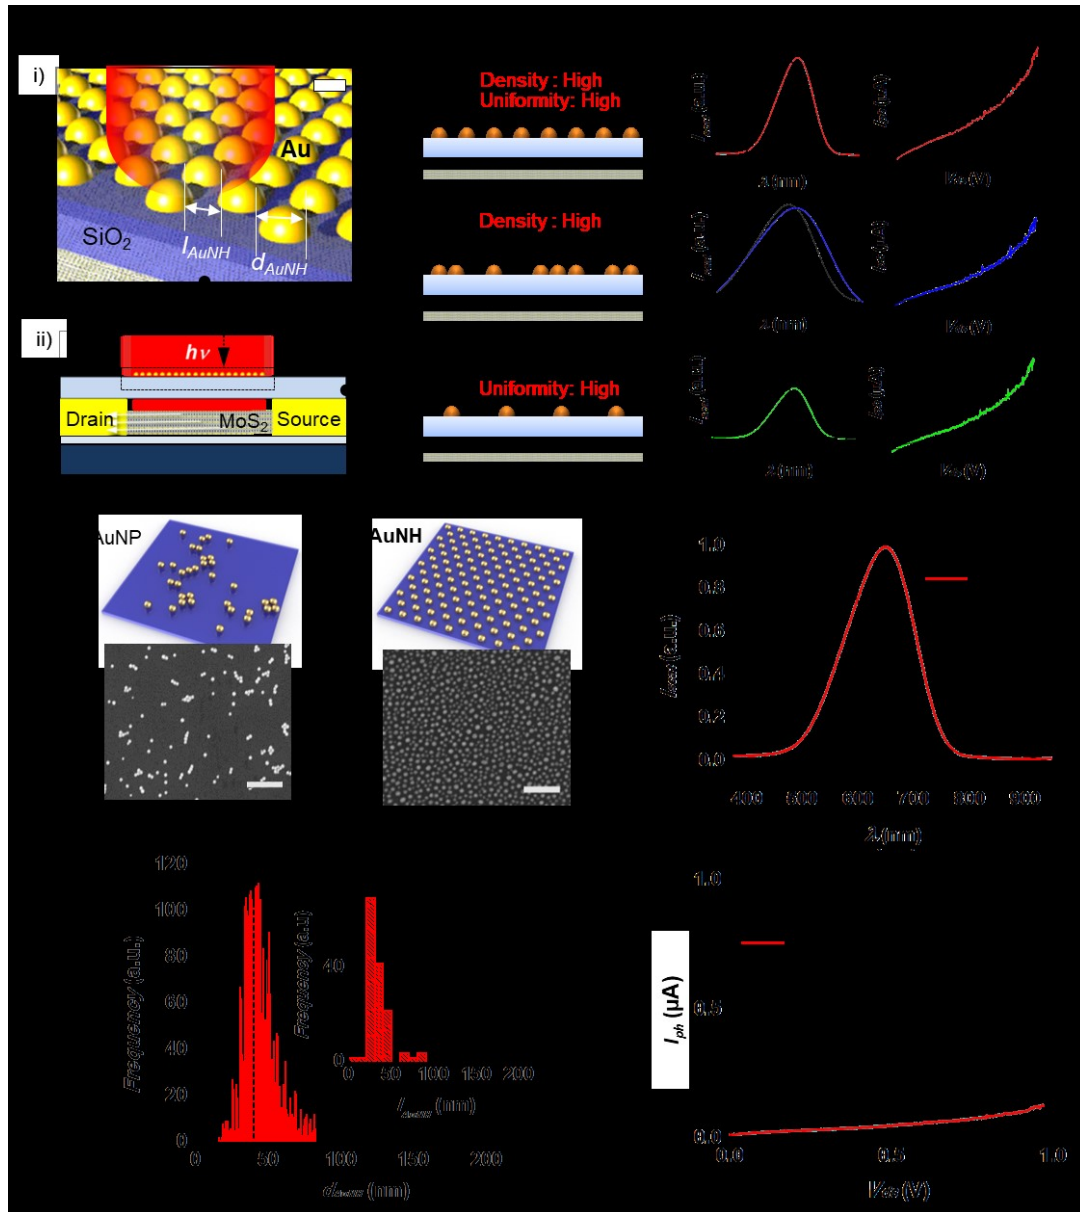 i)
Au
SiO2
lAuNH
dAuNH
Density : High
Uniformity: High
(a.u.)
λ (nm)
(V)
Density: High
(a.u.)
λ (nm)
(V)
ii)
hν
Drain
MoS2
Source
Uniformity: High
(a.u.)
λ (nm)
(V)
AuNP
AuNH
1.0
0.8
0.6
0.4
0.2
0.0
(a.u.)
400 500 600 700 800 900
λ (nm)
120
100
80
60
40
20
0
Frequency (a.u.)
0 50 100 150 200
dAuNH (nm)
Frequency (a.u)
40
0
0 50 100 150 200
lAuNH (nm)
1.0
0.5
0.0
Iph (µA)
0.0 0.5 1.0
(V)